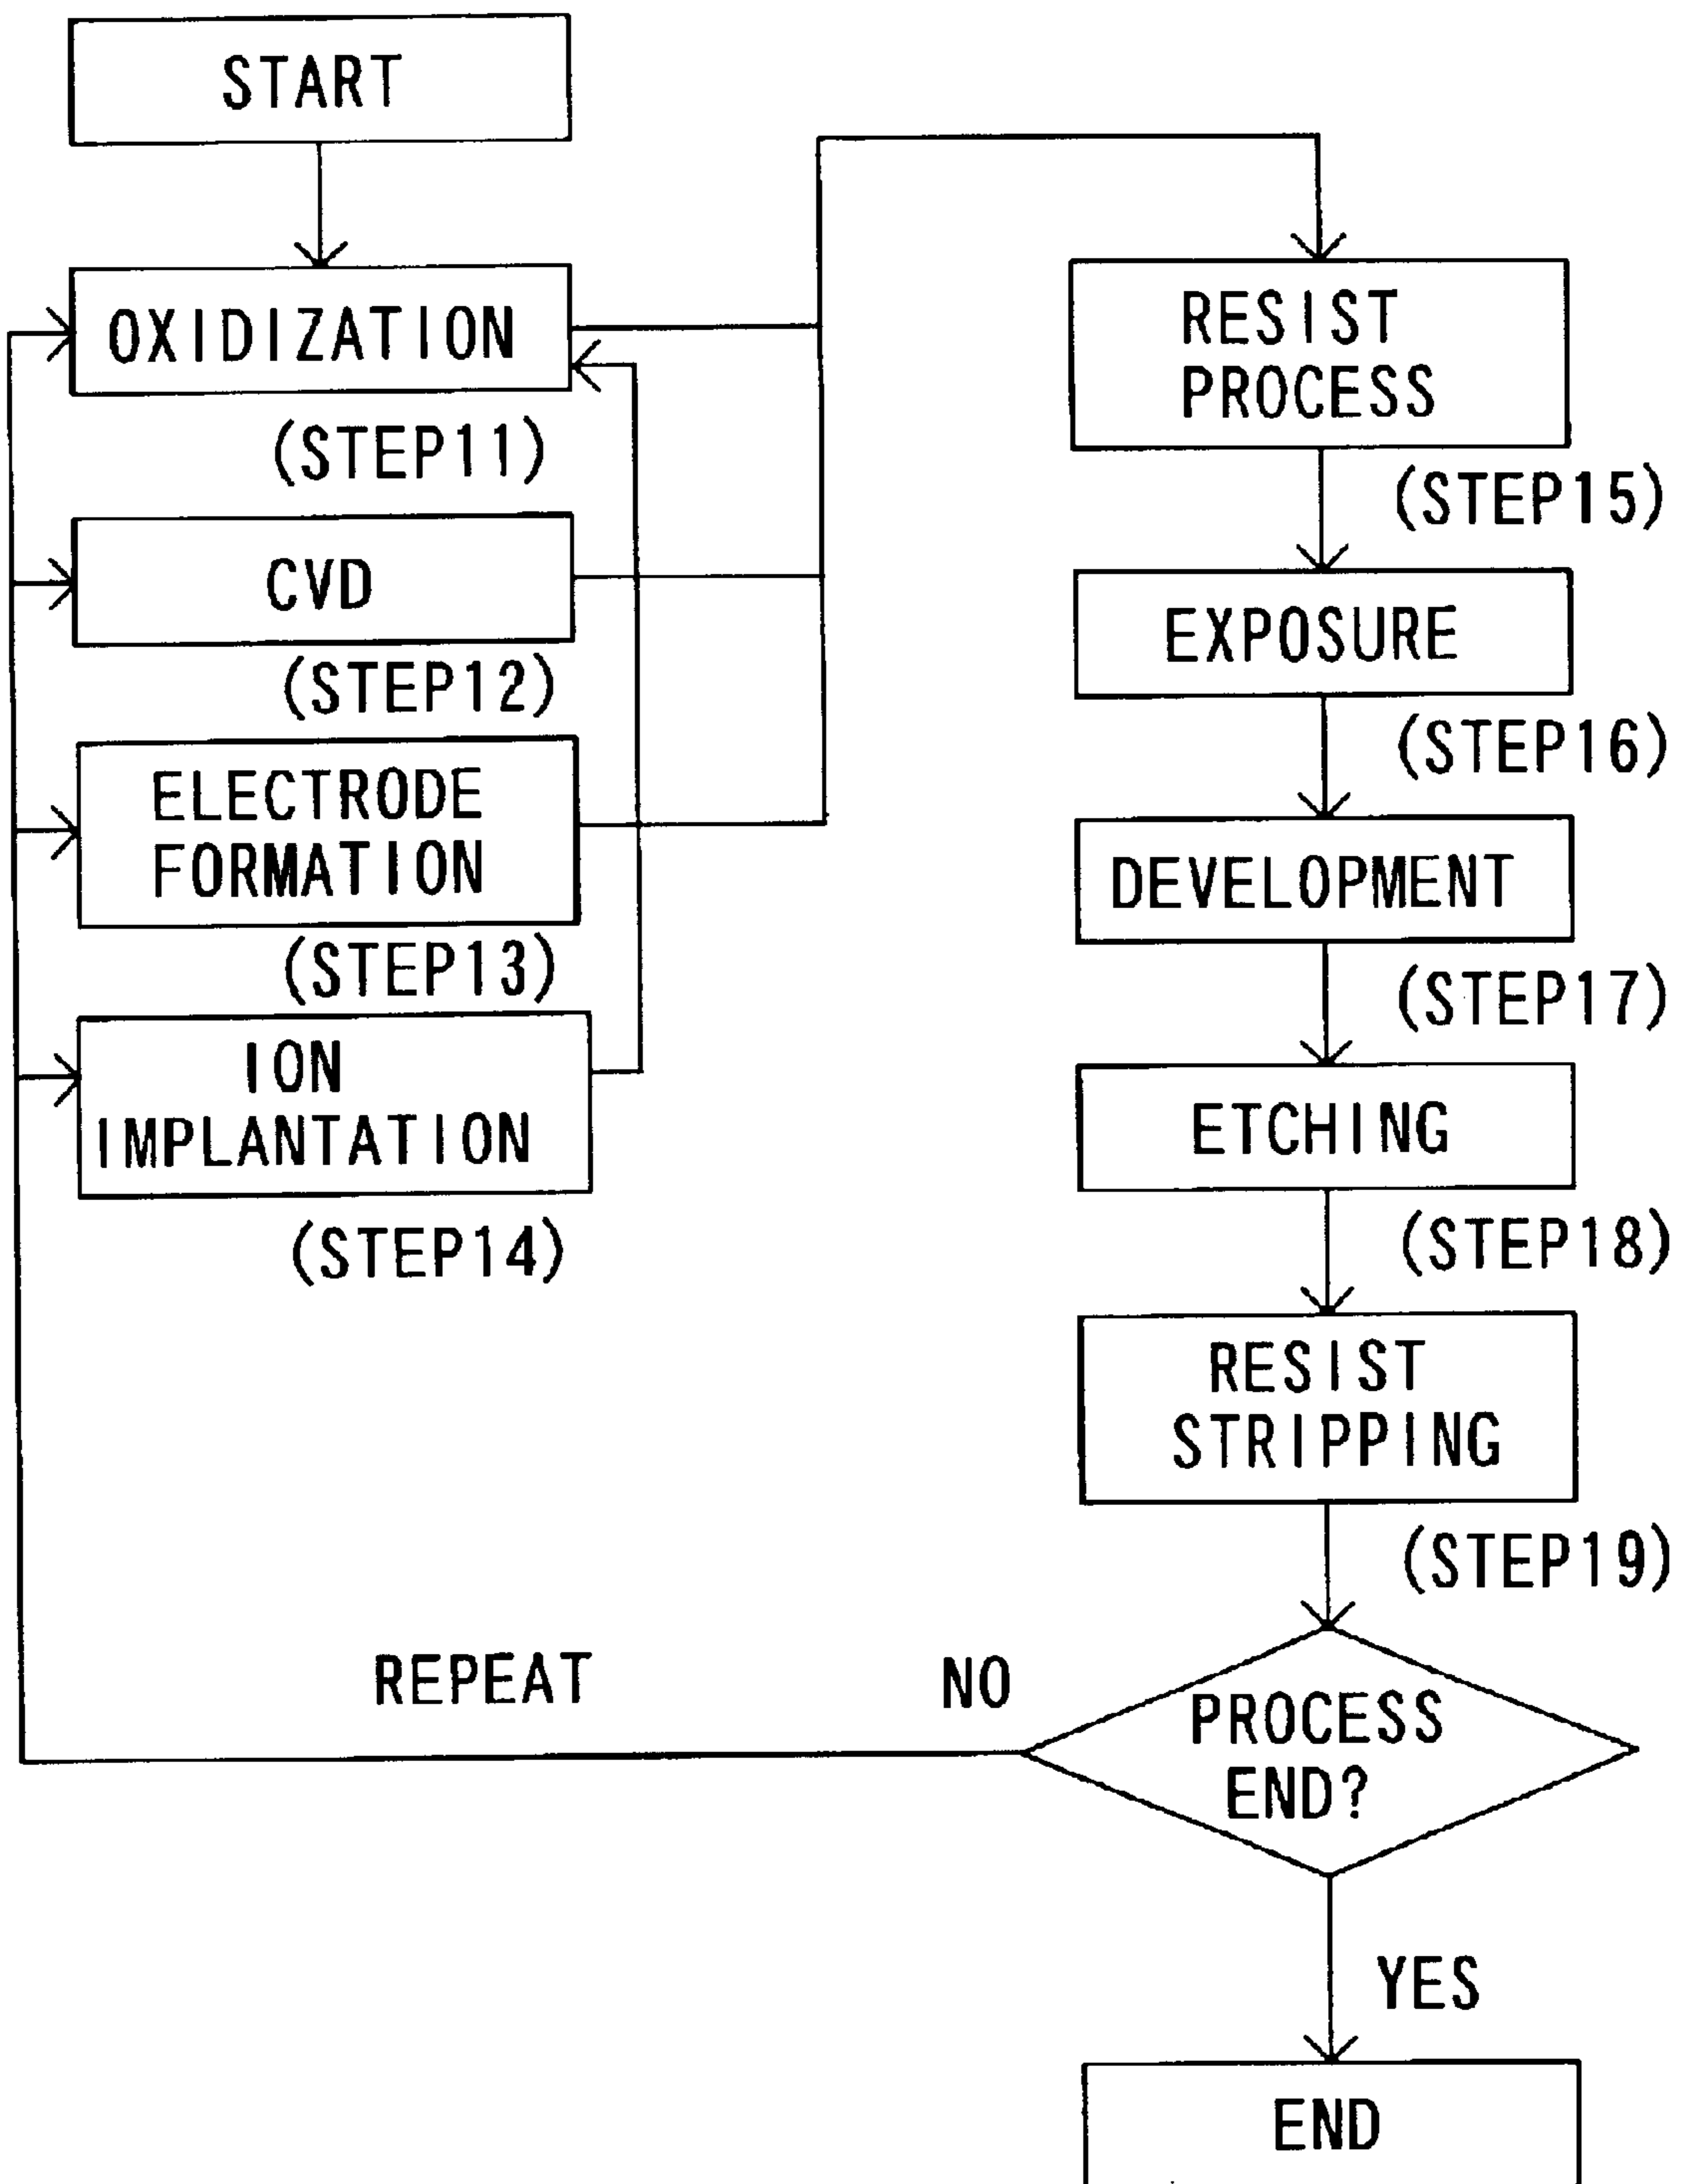 START
OXIDIZATION
(STEP11)
CVD
(STEP12)
ELECTRODE
FORMATION
(STEP13)
ION
IMPLANTATION
(STEP14)
RESIST
PROCESS
(STEP15)
EXPOSURE
(STEP16)
DEVELOPMENT
(STEP17)
ETCHING
(STEP18)
RESIST
STRIPPING
(STEP19)
REPEAT
NO
PROCESS
END?
YES
END